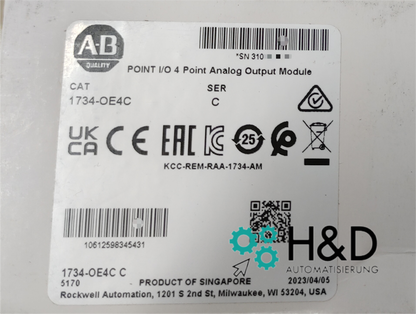 A-B
QUALITY
*SN 310
POINT I/O 4 Point Analog Output Module
CAT
1734-OE4C
SER
C
UK
CA
CE
EAC
25
KCC-REM-RAA-1734-AM
10612598345431
H&D
AUTOMATISIERUNG
1734-OE4C C
5170
PRODUCT OF SINGAPORE
2023/04/05
Rockwell Automation, 1201 S 2nd St, Milwaukee, WI 53204, USA